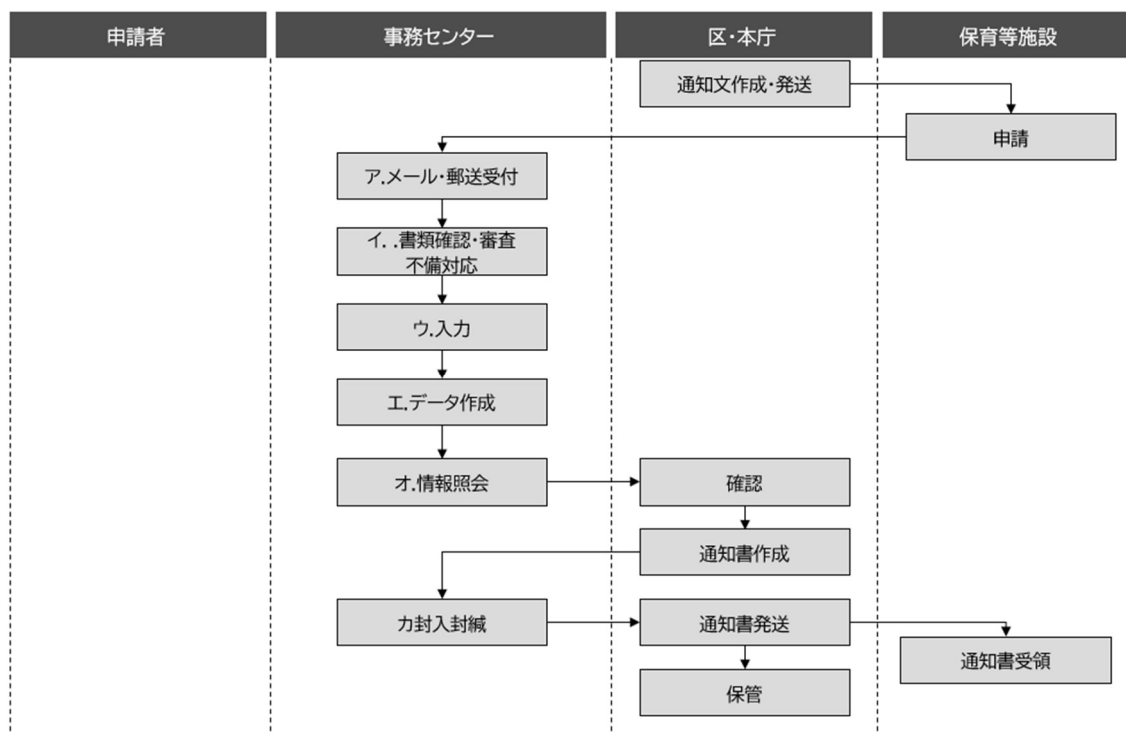 申請者
事務センター
区・本庁
保育等施設
通知文作成・発送
申請
ア.メール・郵送受付
イ. .書類確認・審査
不備対応
ウ.入力
エ.データ作成
オ.情報照会
確認
通知書作成
カ封入封緘
通知書発送
通知書受領
保管